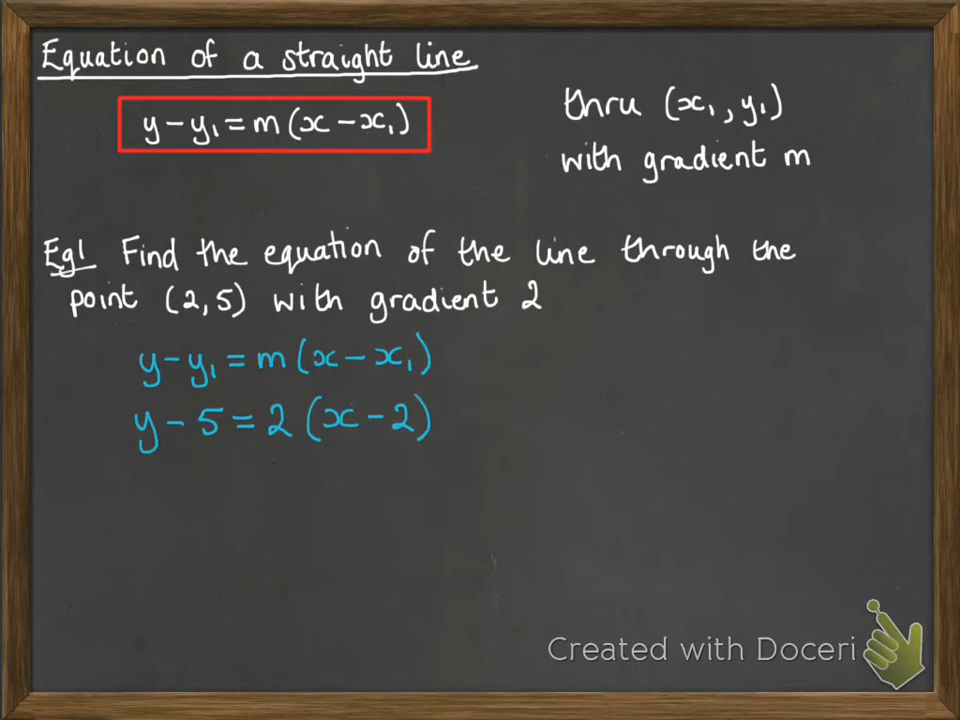 Equation of a straight line
y - y₁ = m (x - x₁)
thru (x₁, y₁)
with gradient m
Eg1 Find the equation of the line through the
point (2,5) with gradient 2
y - y₁ = m (x - x₁)
y - 5 = 2 (x - 2)
Created with Doceri